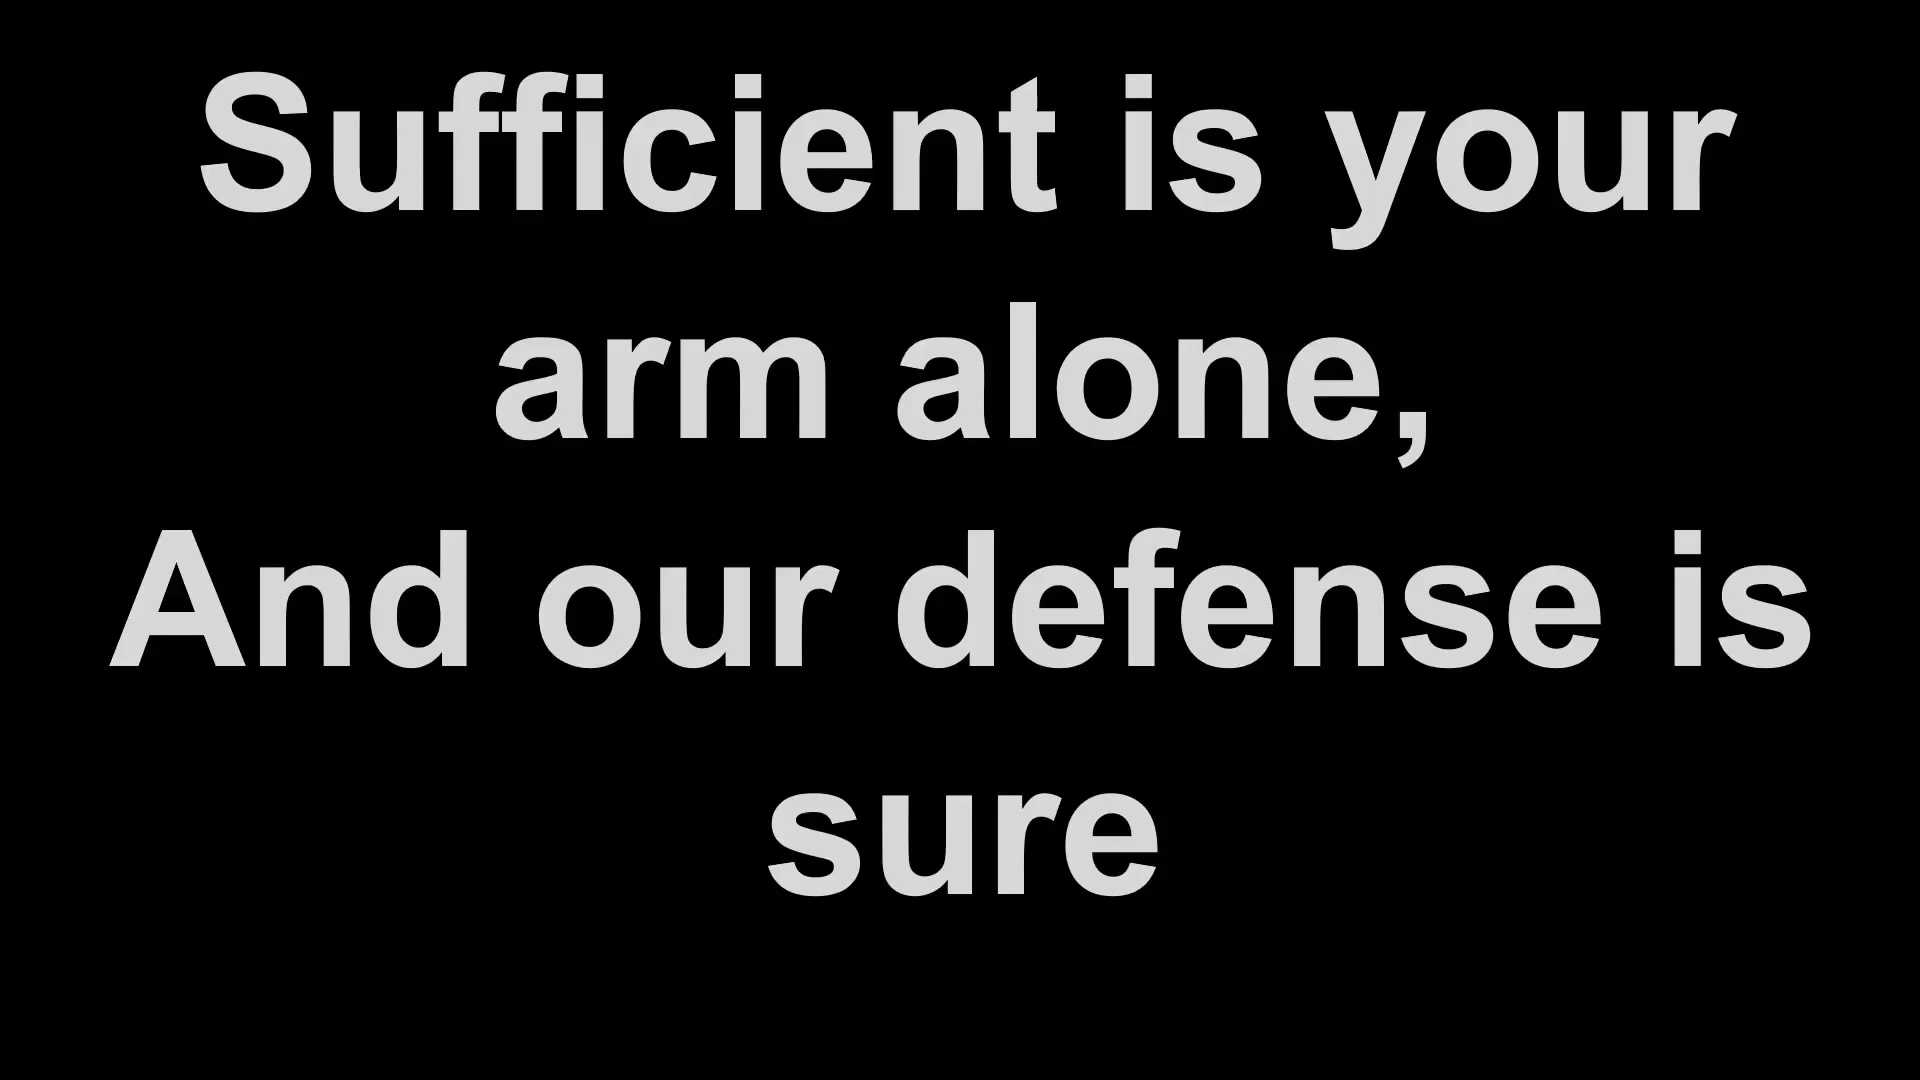 Sufficient is your
arm alone,
And our defense is
sure